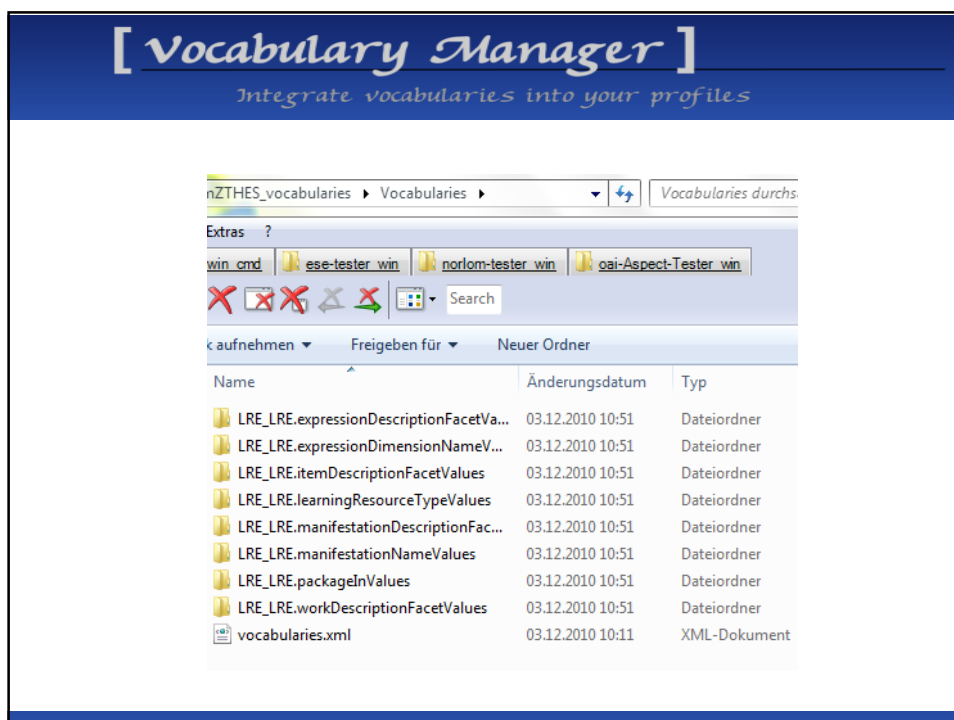 [ Vocabulary Manager ]
Integrate vocabularies into your profiles
nZTHES_vocabularies Vocabularies Vocabularies durchs
Extras ?
win cmd ese-tester win norlom-tester win oai-Aspect-Tester win
Search
k aufnehmen Freigeben für Neuer Ordner
Name Änderungsdatum Typ
LRE_LRE.expressionDescriptionFacetVa... 03.12.2010 10:51 Dateiordner
LRE_LRE.expressionDimensionNameV... 03.12.2010 10:51 Dateiordner
LRE_LRE.itemDescriptionFacetValues 03.12.2010 10:51 Dateiordner
LRE_LRE.learningResourceTypeValues 03.12.2010 10:51 Dateiordner
LRE_LRE.manifestationDescriptionFac... 03.12.2010 10:51 Dateiordner
LRE_LRE.manifestationNameValues 03.12.2010 10:51 Dateiordner
LRE_LRE.packageInValues 03.12.2010 10:51 Dateiordner
LRE_LRE.workDescriptionFacetValues 03.12.2010 10:51 Dateiordner
vocabularies.xml 03.12.2010 10:11 XML-Dokument